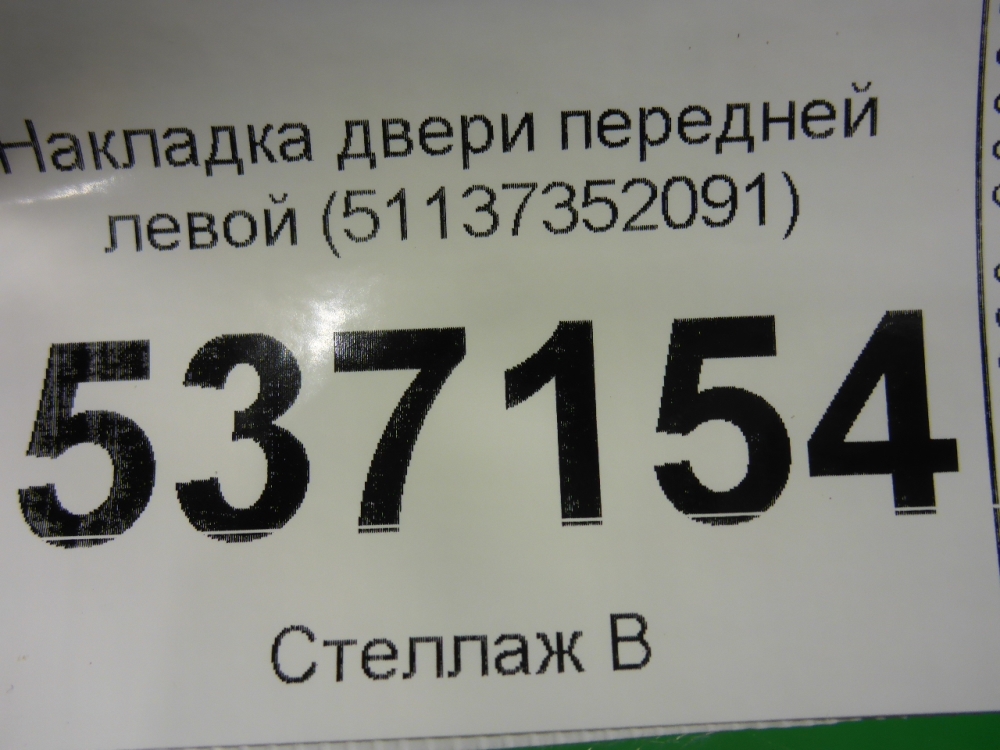 Накладка двери передней
левой (51137352091)
537154
Стеллаж В